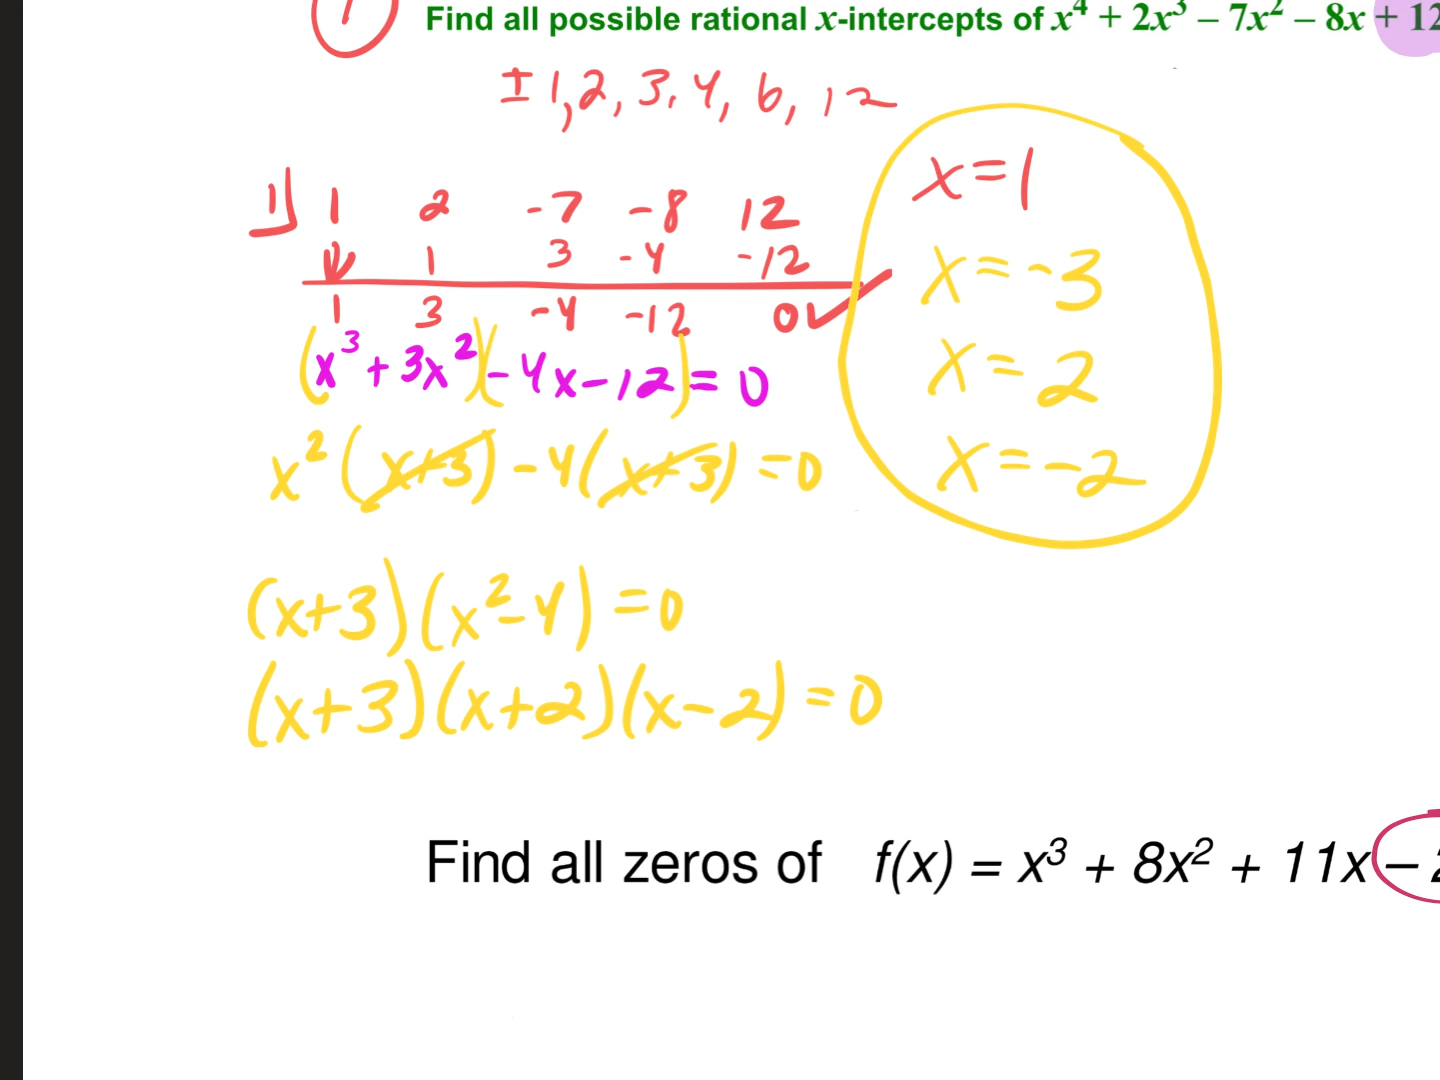 1
Find all possible rational x-intercepts of x⁴ + 2x³ – 7x² – 8x + 12
± 1, 2, 3, 4, 6, 12
1) 1 2 -7 -8 12
↓ 1 3 -4 -12
1 3 -4 -12 0 ✓
(x³ + 3x²)(-4x - 12) = 0
x² (x+3) - 4(x+3) = 0
(x+3)(x² - 4) = 0
(x+3)(x+2)(x-2) = 0
x = 1
x = -3
x = 2
x = -2
Find all zeros of f(x) = x³ + 8x² + 11x –